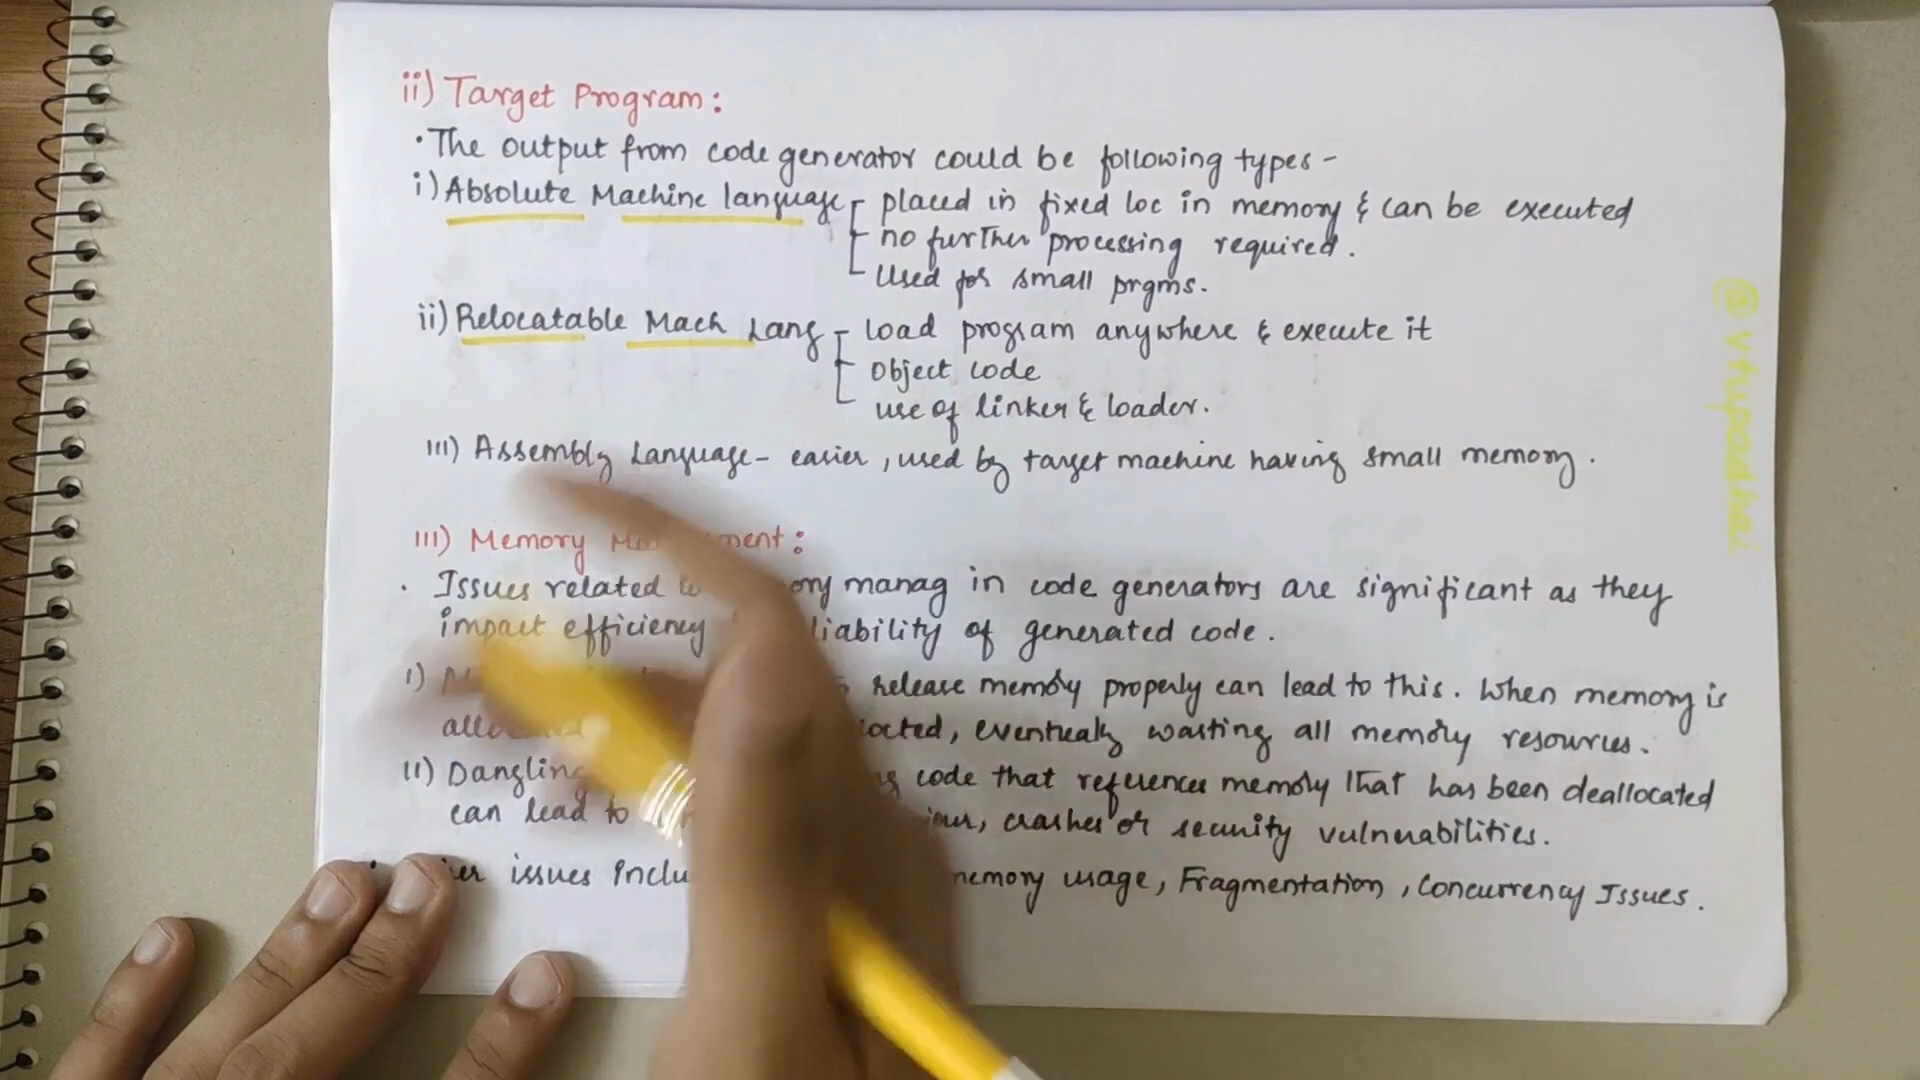 ii) Target Program:
• The output from code generator could be following types -
i) Absolute Machine language - placed in fixed loc in memory & can be executed
- no further processing required.
- Used for small prgms.
ii) Relocatable Mach Lang - load program anywhere & execute it
- Object code
use of linker & loader.
III) Assembly Language - easier, used by target machine having small memory.
III) Memory
• Issues related manag in code generators are significant as they
impact efficiency of generated code.
1) release memory properly can lead to this. When memory is
eventually wasting all memory resources.
II) Dangling code that references memory that has been deallocated
can lead to crashes or security vulnerabilities.
issues memory usage, Fragmentation, Concurrency Issues.
@vtupadhai